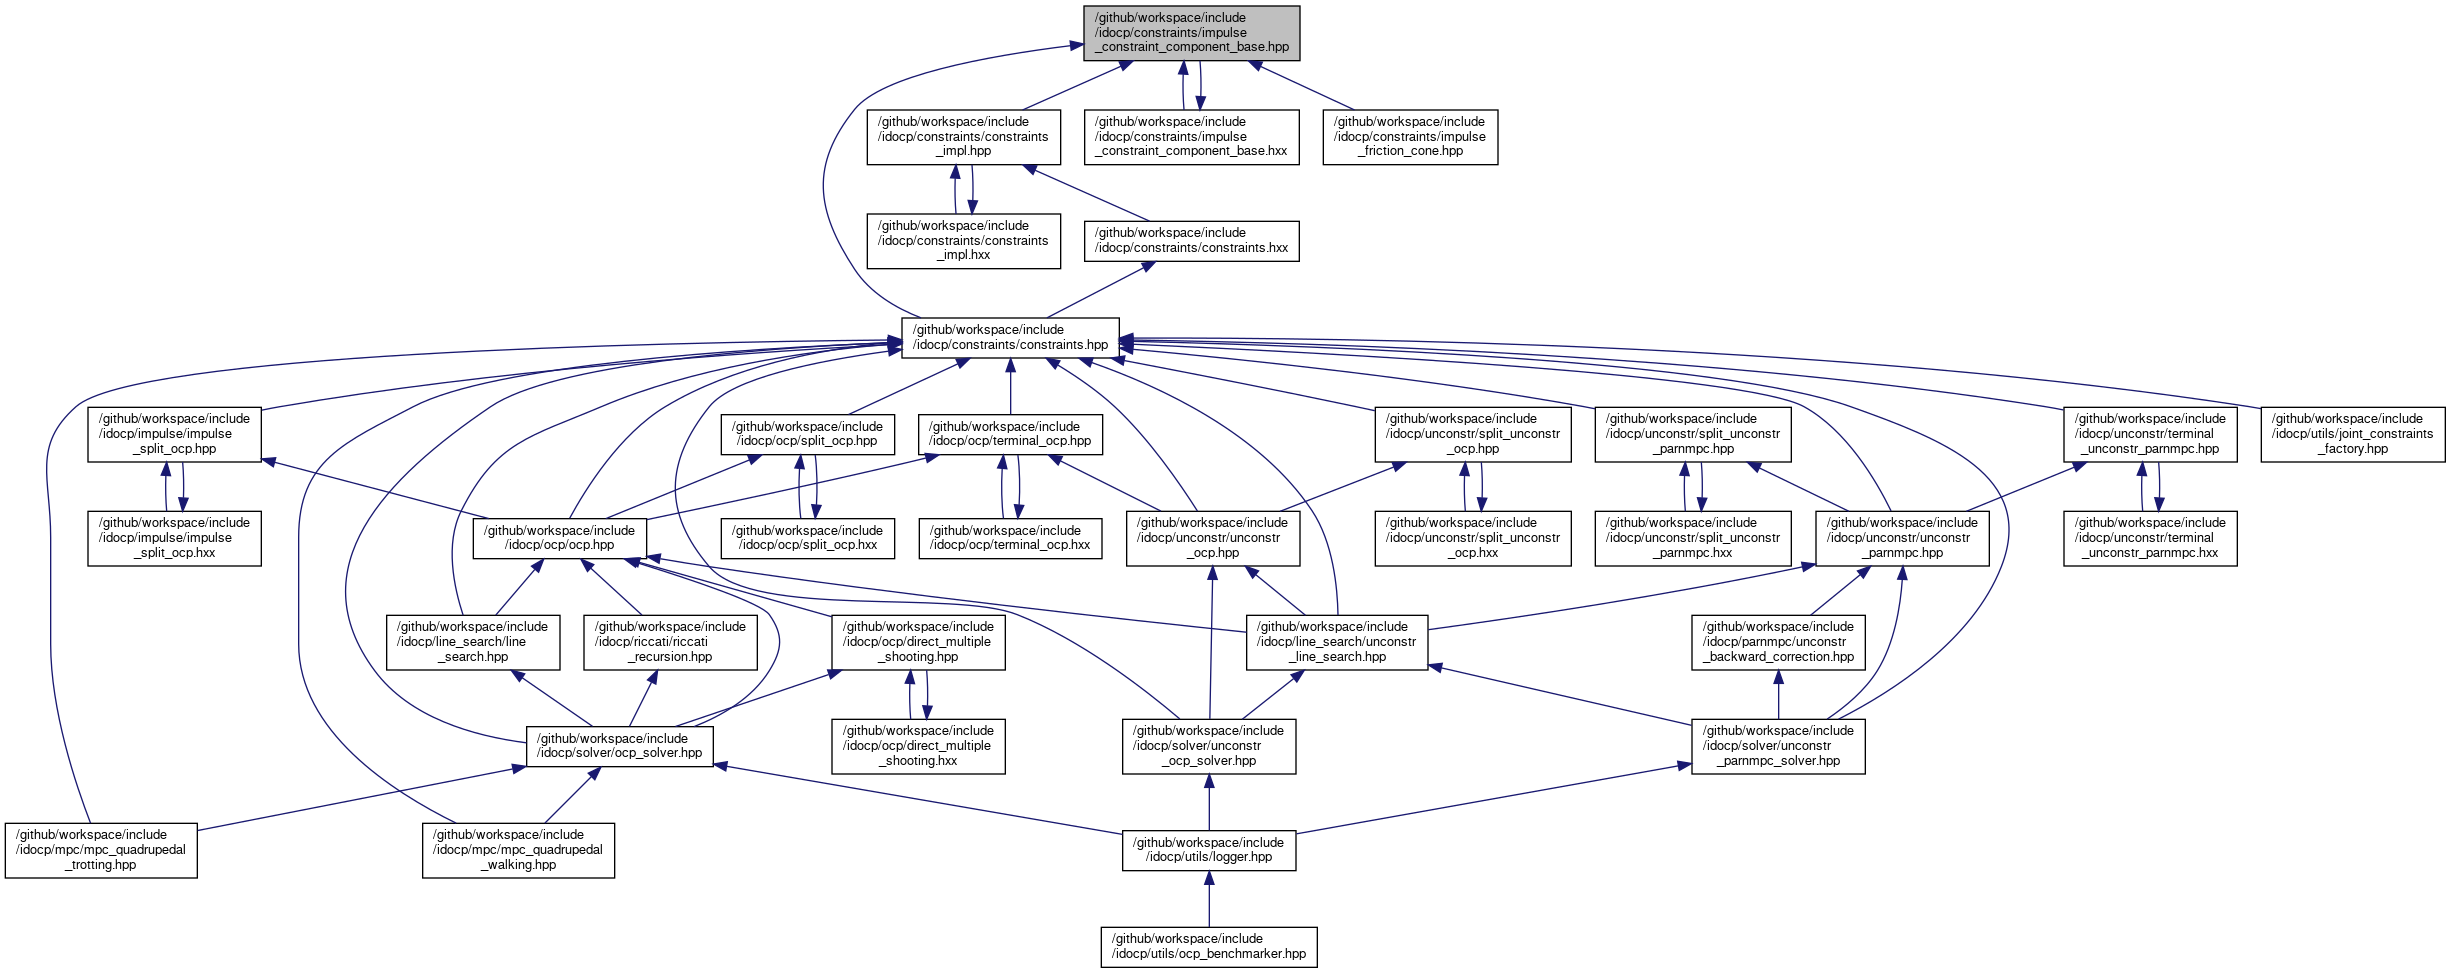 /github/workspace/include
/idocp/constraints/impulse
_constraint_component_base.hpp
/github/workspace/include
/idocp/constraints/constraints
_impl.hpp
/github/workspace/include
/idocp/constraints/impulse
_constraint_component_base.hxx
/github/workspace/include
/idocp/constraints/impulse
_friction_cone.hpp
/github/workspace/include
/idocp/constraints/constraints
_impl.hxx
/github/workspace/include
/idocp/constraints/constraints.hxx
/github/workspace/include
/idocp/constraints/constraints.hpp
/github/workspace/include
/idocp/impulse/impulse
_split_ocp.hpp
/github/workspace/include
/idocp/ocp/split_ocp.hpp
/github/workspace/include
/idocp/ocp/terminal_ocp.hpp
/github/workspace/include
/idocp/unconstr/split_unconstr
_ocp.hpp
/github/workspace/include
/idocp/unconstr/split_unconstr
_parnmpc.hpp
/github/workspace/include
/idocp/unconstr/terminal
_unconstr_parnmpc.hpp
/github/workspace/include
/idocp/utils/joint_constraints
_factory.hpp
/github/workspace/include
/idocp/impulse/impulse
_split_ocp.hxx
/github/workspace/include
/idocp/ocp/ocp.hpp
/github/workspace/include
/idocp/ocp/split_ocp.hxx
/github/workspace/include
/idocp/ocp/terminal_ocp.hxx
/github/workspace/include
/idocp/unconstr/unconstr
_ocp.hpp
/github/workspace/include
/idocp/unconstr/split_unconstr
_ocp.hxx
/github/workspace/include
/idocp/unconstr/split_unconstr
_parnmpc.hxx
/github/workspace/include
/idocp/unconstr/unconstr
_parnmpc.hpp
/github/workspace/include
/idocp/unconstr/terminal
_unconstr_parnmpc.hxx
/github/workspace/include
/idocp/line_search/line
_search.hpp
/github/workspace/include
/idocp/riccati/riccati
_recursion.hpp
/github/workspace/include
/idocp/ocp/direct_multiple
_shooting.hpp
/github/workspace/include
/idocp/line_search/unconstr
_line_search.hpp
/github/workspace/include
/idocp/parnmpc/unconstr
_backward_correction.hpp
/github/workspace/include
/idocp/solver/ocp_solver.hpp
/github/workspace/include
/idocp/ocp/direct_multiple
_shooting.hxx
/github/workspace/include
/idocp/solver/unconstr
_ocp_solver.hpp
/github/workspace/include
/idocp/solver/unconstr
_parnmpc_solver.hpp
/github/workspace/include
/idocp/mpc/mpc_quadrupedal
_trotting.hpp
/github/workspace/include
/idocp/mpc/mpc_quadrupedal
_walking.hpp
/github/workspace/include
/idocp/utils/logger.hpp
/github/workspace/include
/idocp/utils/ocp_benchmarker.hpp